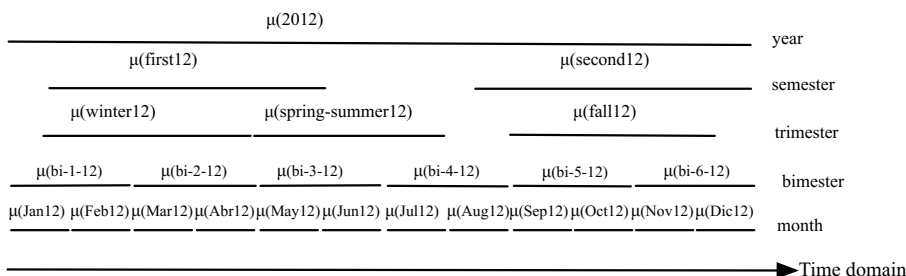 μ(2012)
year
μ(first12) μ(second12)
semester
μ(winter12) μ(spring-summer12) μ(fall12)
trimester
μ(bi-1-12) μ(bi-2-12) μ(bi-3-12) μ(bi-4-12) μ(bi-5-12) μ(bi-6-12)
bimester
μ(Jan12) μ(Feb12) μ(Mar12) μ(Abr12) μ(May12) μ(Jun12) μ(Jul12) μ(Aug12) μ(Sep12) μ(Oct12) μ(Nov12) μ(Dic12)
month
Time domain